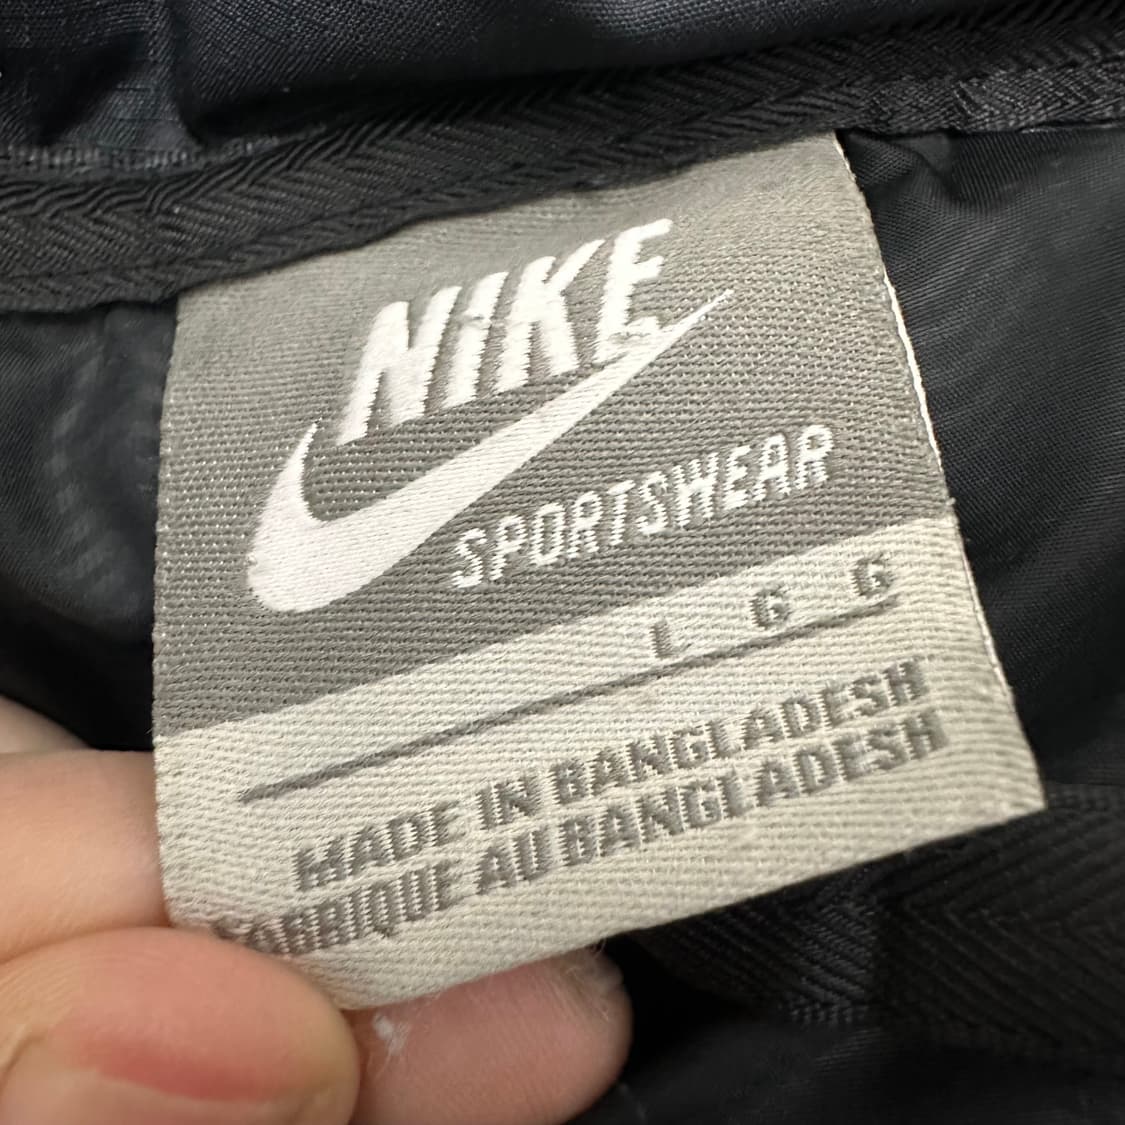 NIKE
SPORTSWEAR
L G G
MADE IN BANGLADESH
FABRIQUE AU BANGLADESH